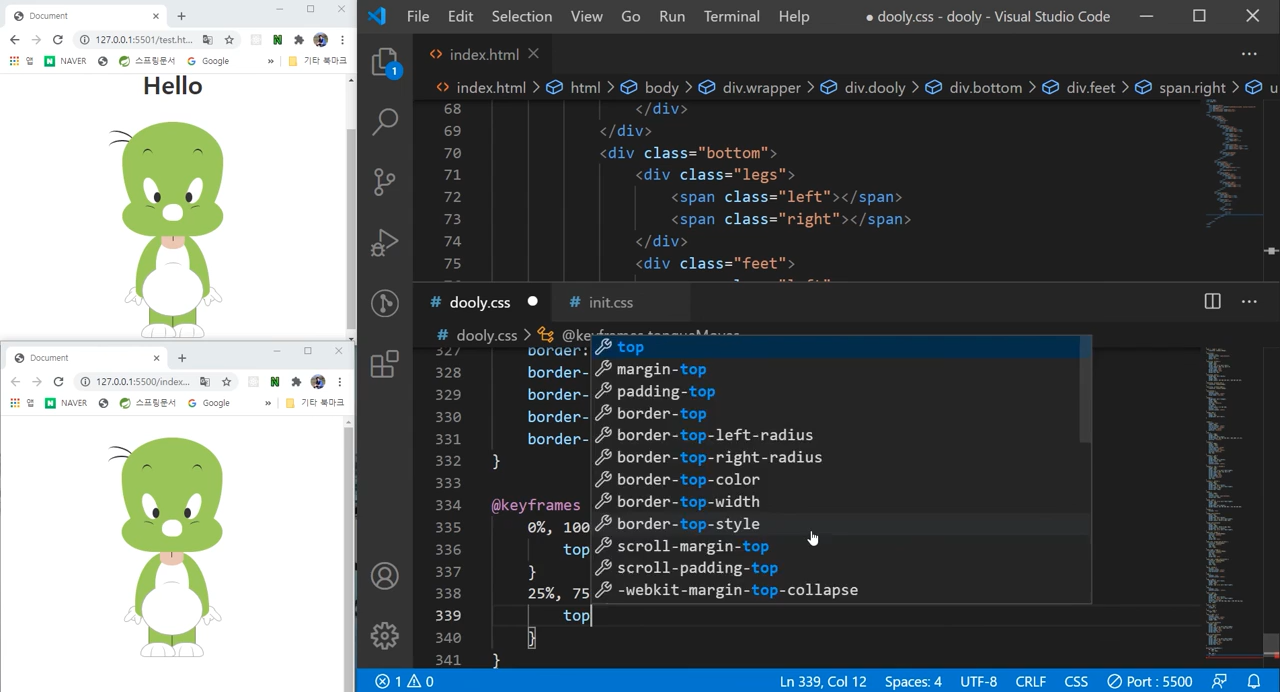 Document
127.0.0.1:5501/test.ht...
앱
NAVER
스프링문서
Google
»
기타 북마크
Hello
Document
127.0.0.1:5500/index...
앱
NAVER
스프링문서
Google
»
기타 북마크
File Edit Selection View Go Run Terminal Help
● dooly.css - dooly - Visual Studio Code
index.html
index.html > html > body > div.wrapper > div.dooly > div.bottom > div.feet > span.right > u
68 </div>
69 </div>
70 <div class="bottom">
71 <div class="legs">
72 <span class="left"></span>
73 <span class="right"></span>
74 </div>
75 <div class="feet">
1
# dooly.css ●
# init.css
# dooly.css >
327 border:
328 border-
329 border-
330 border-
331 border-
332 }
333
334 @keyframes
335 0%, 100
336 top
337 }
338 25%, 75
339 top
340 }
341 }
top
margin-top
padding-top
border-top
border-top-left-radius
border-top-right-radius
border-top-color
border-top-width
border-top-style
scroll-margin-top
scroll-padding-top
-webkit-margin-top-collapse
1 0
Ln 339, Col 12 Spaces: 4 UTF-8 CRLF CSS Port : 5500